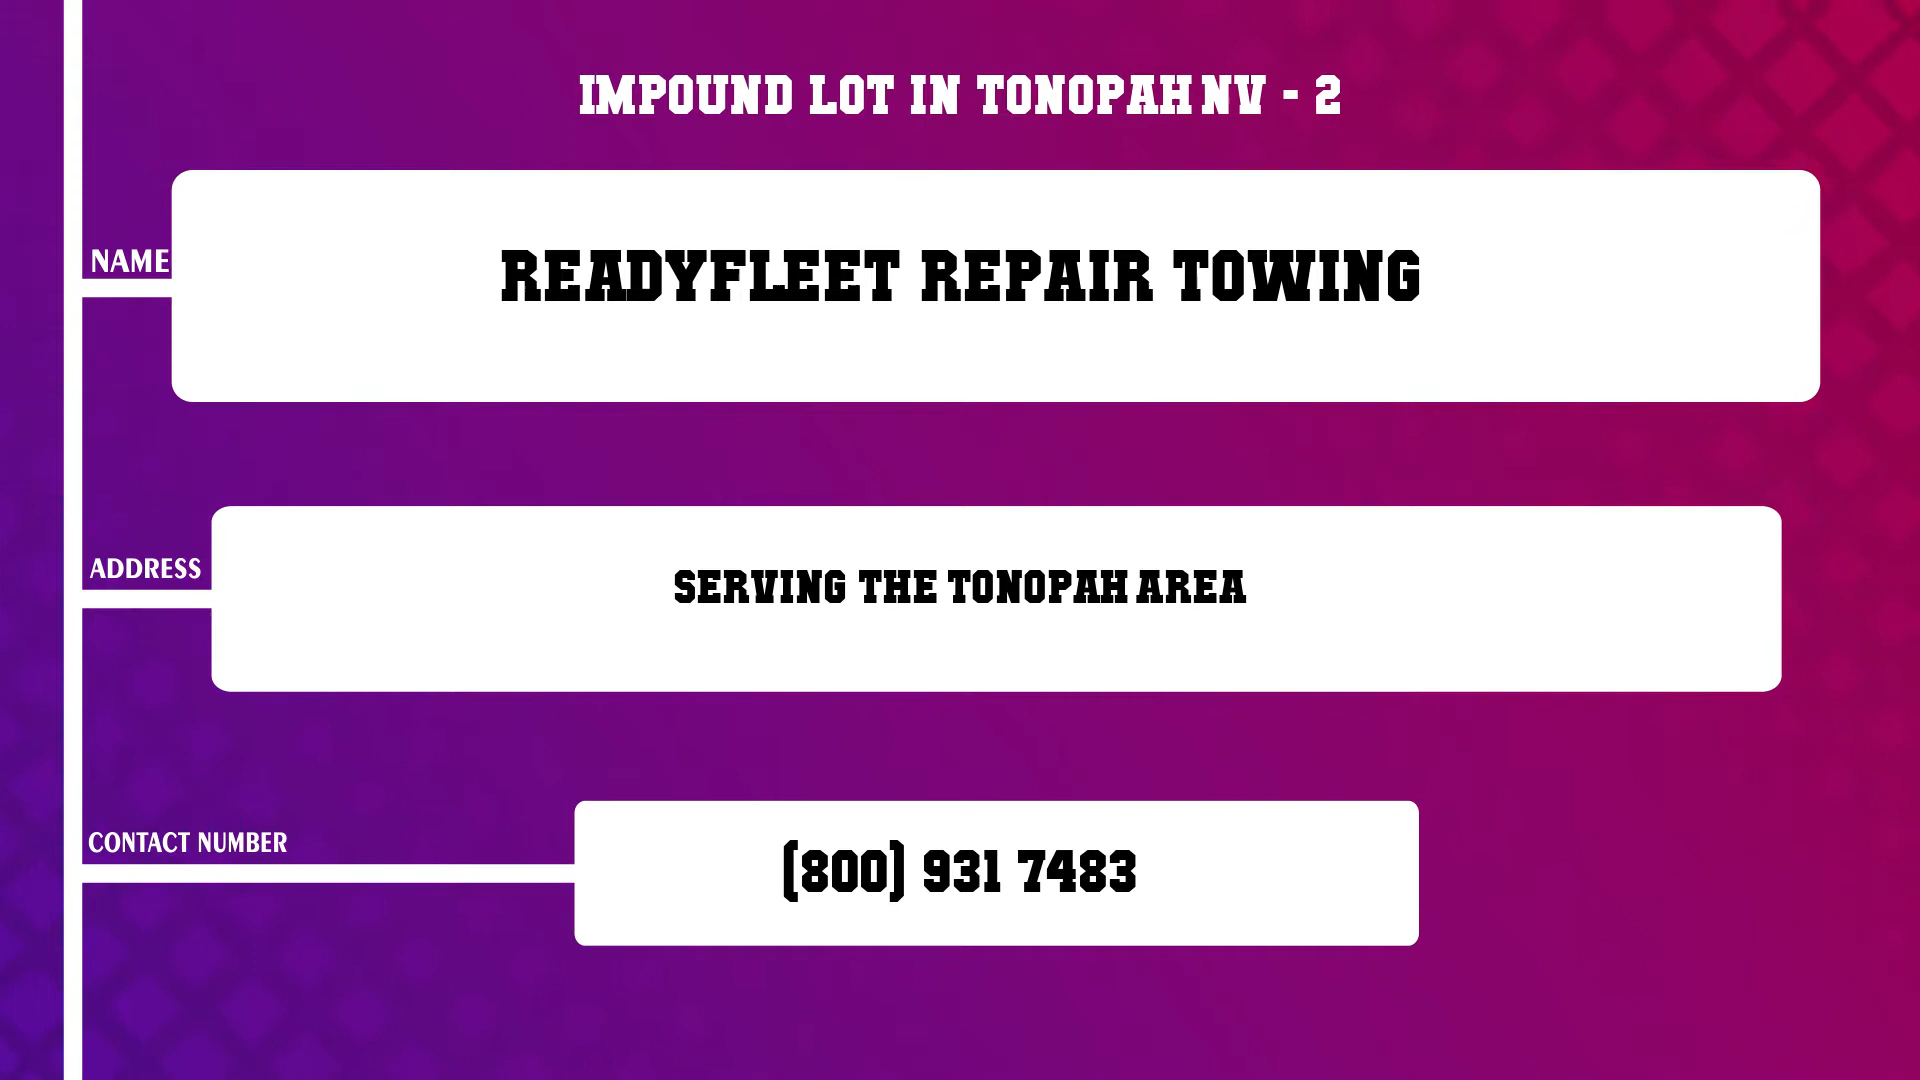 IMPOUND LOT IN TONOPAH NV - 2
NAME
READYFLEET REPAIR TOWING
ADDRESS
SERVING THE TONOPAH AREA
CONTACT NUMBER
(800) 931 7483